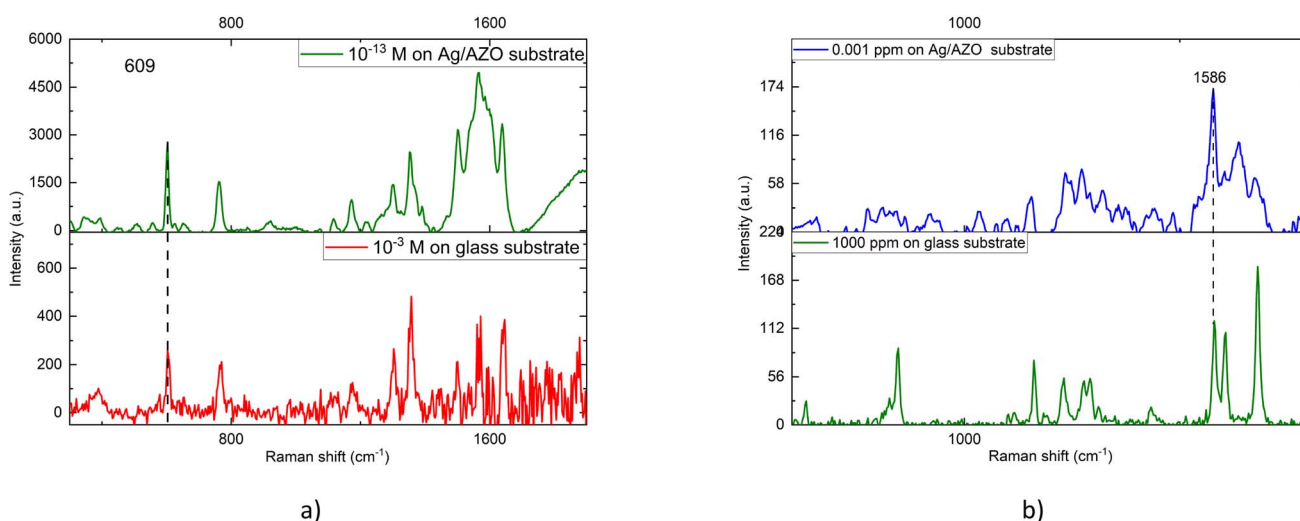 800
1600
6000
10⁻¹³ M on Ag/AZO substrate
609
4500
3000
1500
0
Intensity (a.u.)
10⁻³ M on glass substrate
600
400
200
0
800
1600
Raman shift (cm⁻¹)
a)
1000
0.001 ppm on Ag/AZO substrate
1586
174
116
58
0
Intensity (a.u.)
220
1000 ppm on glass substrate
168
112
56
0
1000
Raman shift (cm⁻¹)
b)